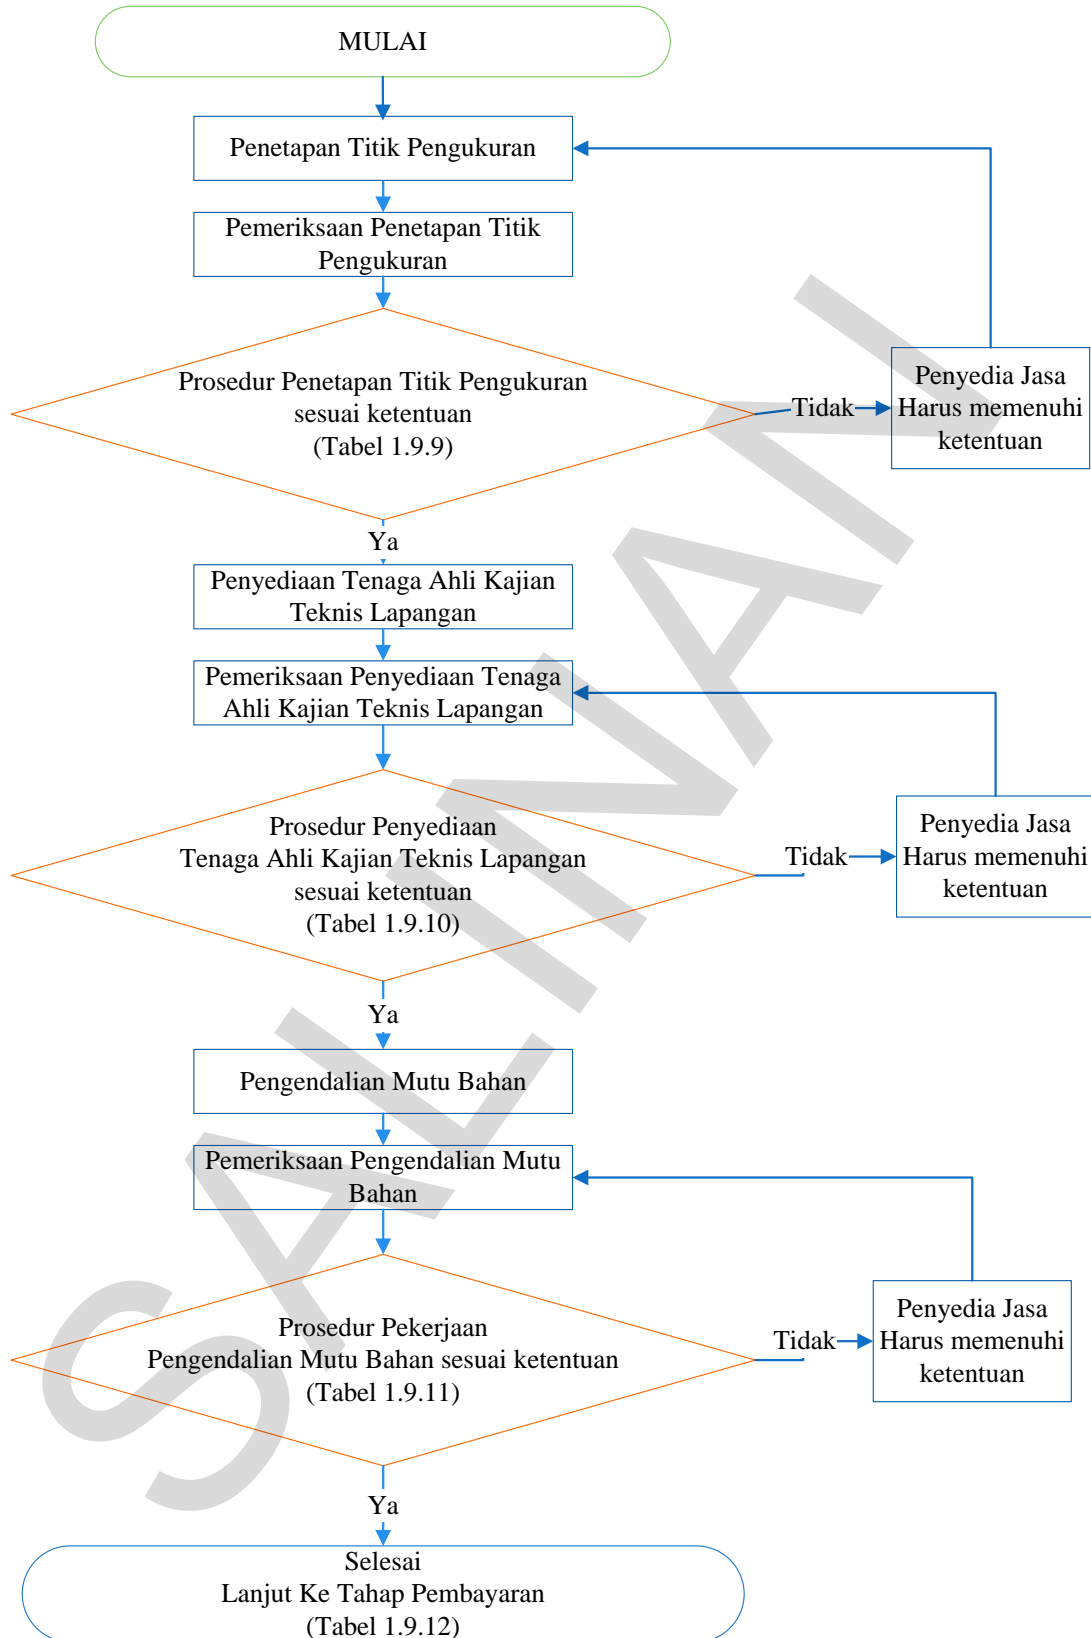 MULAI
Penetapan Titik Pengukuran
Pemeriksaan Penetapan Titik
Pengukuran
Prosedur Penetapan Titik Pengukuran
sesuai ketentuan
(Tabel 1.9.9)
Tidak
Penyedia Jasa
Harus memenuhi
ketentuan
Ya
Penyediaan Tenaga Ahli Kajian
Teknis Lapangan
Pemeriksaan Penyediaan Tenaga
Ahli Kajian Teknis Lapangan
Prosedur Penyediaan
Tenaga Ahli Kajian Teknis Lapangan
sesuai ketentuan
(Tabel 1.9.10)
Tidak
Penyedia Jasa
Harus memenuhi
ketentuan
Ya
Pengendalian Mutu Bahan
Pemeriksaan Pengendalian Mutu
Bahan
Prosedur Pekerjaan
Pengendalian Mutu Bahan sesuai ketentuan
(Tabel 1.9.11)
Tidak
Penyedia Jasa
Harus memenuhi
ketentuan
Ya
Selesai
Lanjut Ke Tahap Pembayaran
(Tabel 1.9.12)
SALINAN